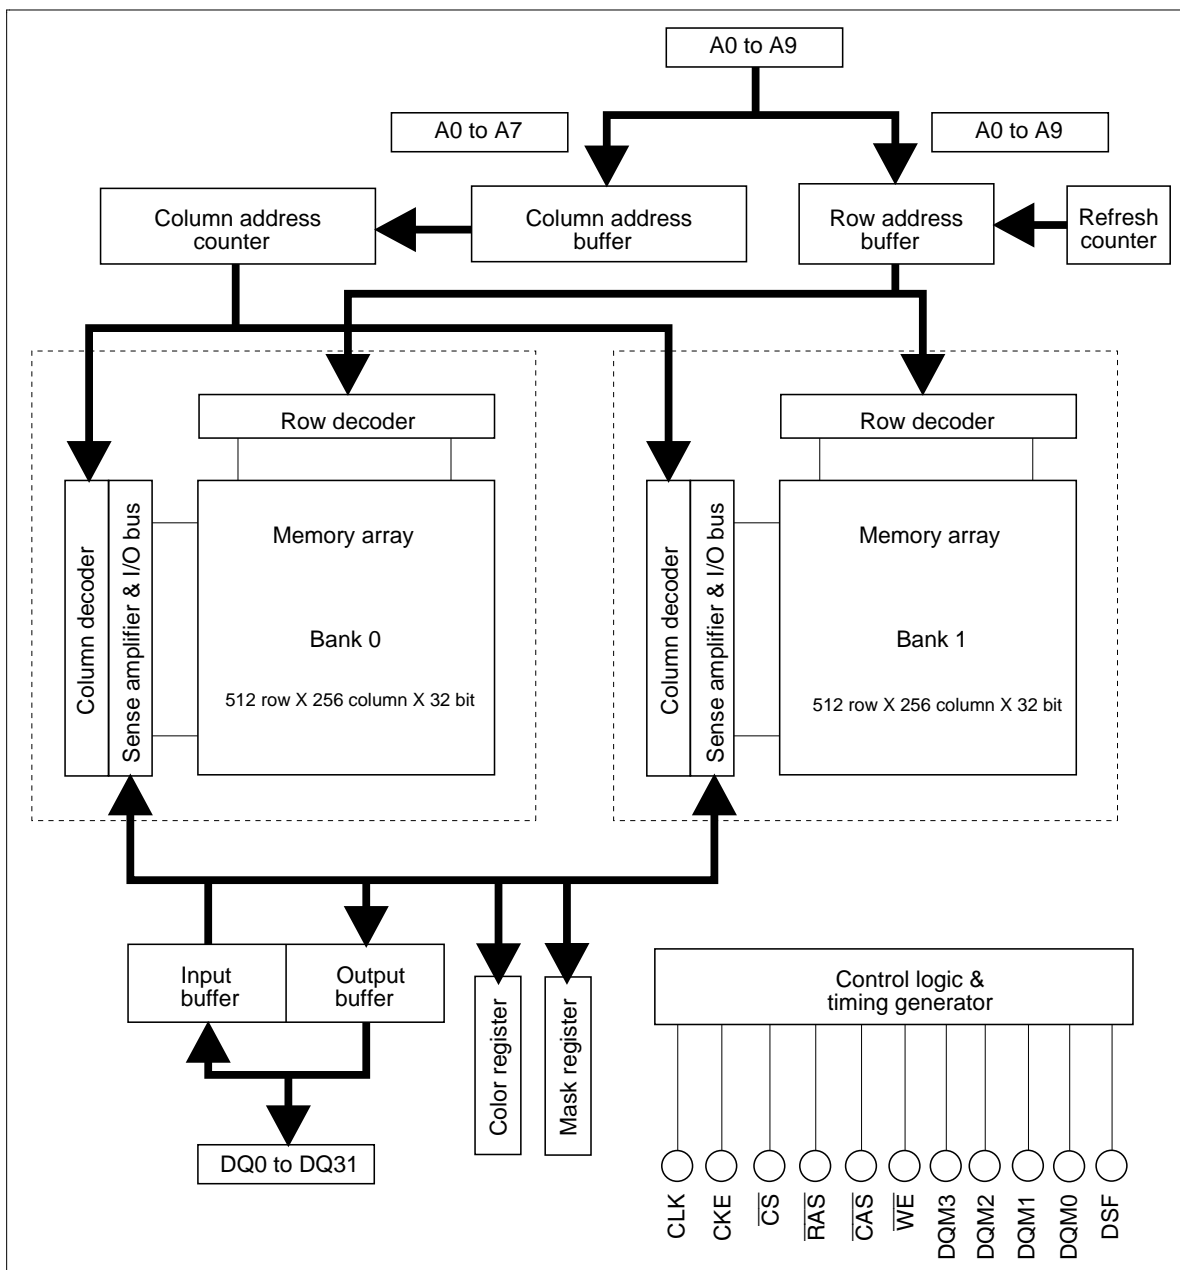 A0 to A9
A0 to A7
A0 to A9
Column address
counter
Column address
buffer
Row address
buffer
Refresh
counter
Row decoder
Row decoder
Column decoder
Sense amplifier & I/O bus
Memory array
Bank 0
512 row X 256 column X 32 bit
Column decoder
Sense amplifier & I/O bus
Memory array
Bank 1
512 row X 256 column X 32 bit
Input
buffer
Output
buffer
Color register
Mask register
Control logic &
timing generator
DQ0 to DQ31
CLK
CKE
C̅S̅
R̅A̅S̅
C̅A̅S̅
W̅E̅
DQM3
DQM2
DQM1
DQM0
DSF